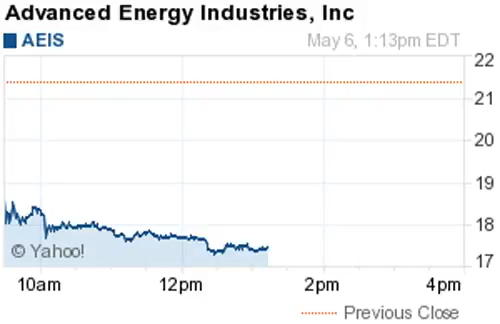 Advanced Energy Industries, Inc
AEIS May 6, 1:13pm EDT
22
21
20
19
18
17
© Yahoo!
10am 12pm 2pm 4pm
Previous Close